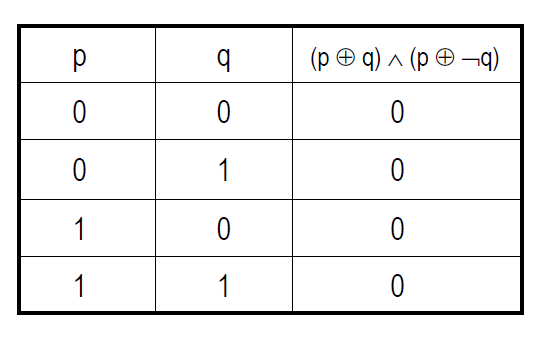 p q (p ⊕ q) ∧ (p ⊕ ¬q)
0 0 0
0 1 0
1 0 0
1 1 0